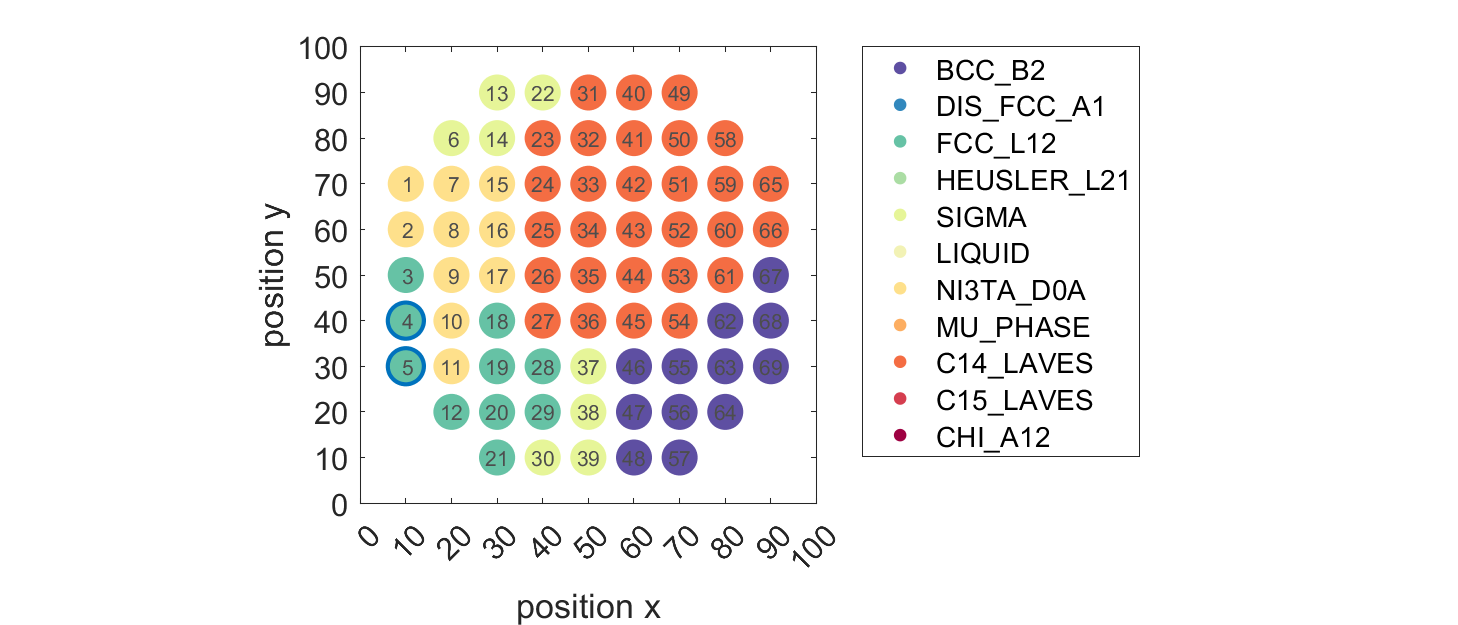 100
90
80
70
60
50
40
30
20
10
0
position y
13 22 31 40 49
6 14 23 32 41 50 58
1 7 15 24 33 42 51 59 65
2 8 16 25 34 43 52 60 66
3 9 17 26 35 44 53 61 67
4 10 18 27 36 45 54 62 68
5 11 19 28 37 46 55 63 69
12 20 29 38 47 56 64
21 30 39 48 57
0 10 20 30 40 50 60 70 80 90 100
position x
BCC_B2
DIS_FCC_A1
FCC_L12
HEUSLER_L21
SIGMA
LIQUID
NI3TA_D0A
MU_PHASE
C14_LAVES
C15_LAVES
CHI_A12